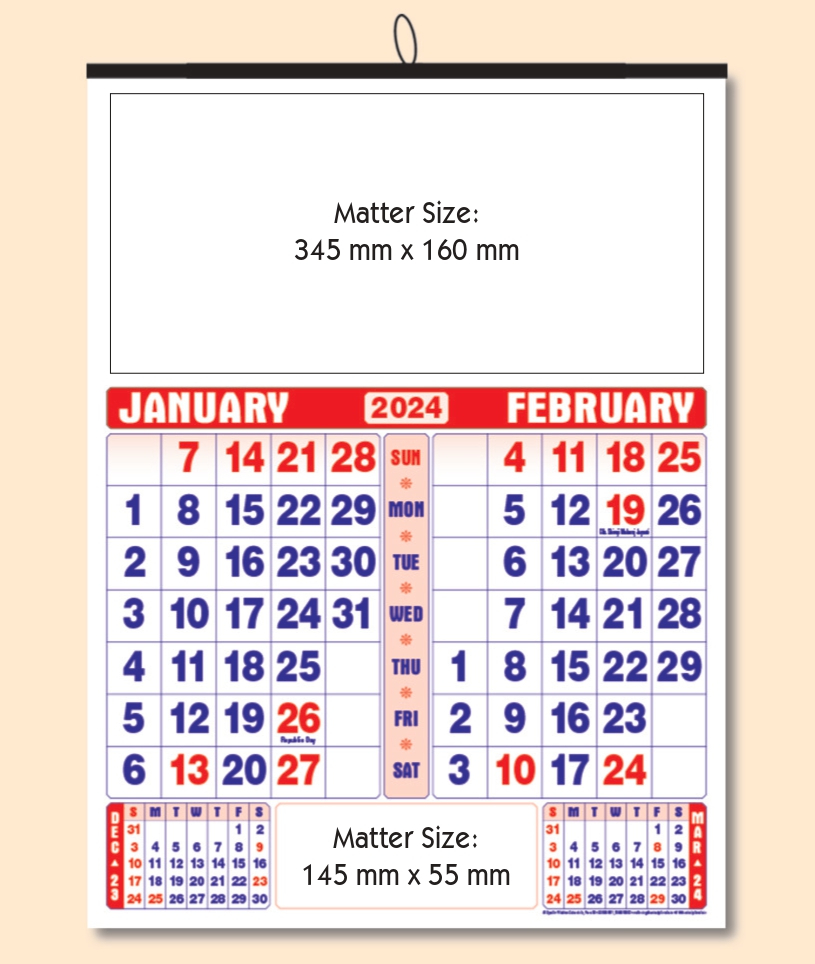 Matter Size:
345 mm x 160 mm
JANUARY 2024 FEBRUARY
7 14 21 28 SUN 4 11 18 25
1 8 15 22 29 MON 5 12 19 26
2 9 16 23 30 TUE 6 13 20 27
3 10 17 24 31 WED 7 14 21 28
4 11 18 25 THU 1 8 15 22 29
5 12 19 26 FRI 2 9 16 23
Republic Day
6 13 20 27 SAT 3 10 17 24
DEC 23
S M T W T F S
31 1 2
3 4 5 6 7 8 9
10 11 12 13 14 15 16
17 18 19 20 21 22 23
24 25 26 27 28 29 30
Matter Size:
145 mm x 55 mm
S M T W T F S
31 1 2
3 4 5 6 7 8 9
10 11 12 13 14 15 16
17 18 19 20 21 22 23
24 25 26 27 28 29 30
MAR 24